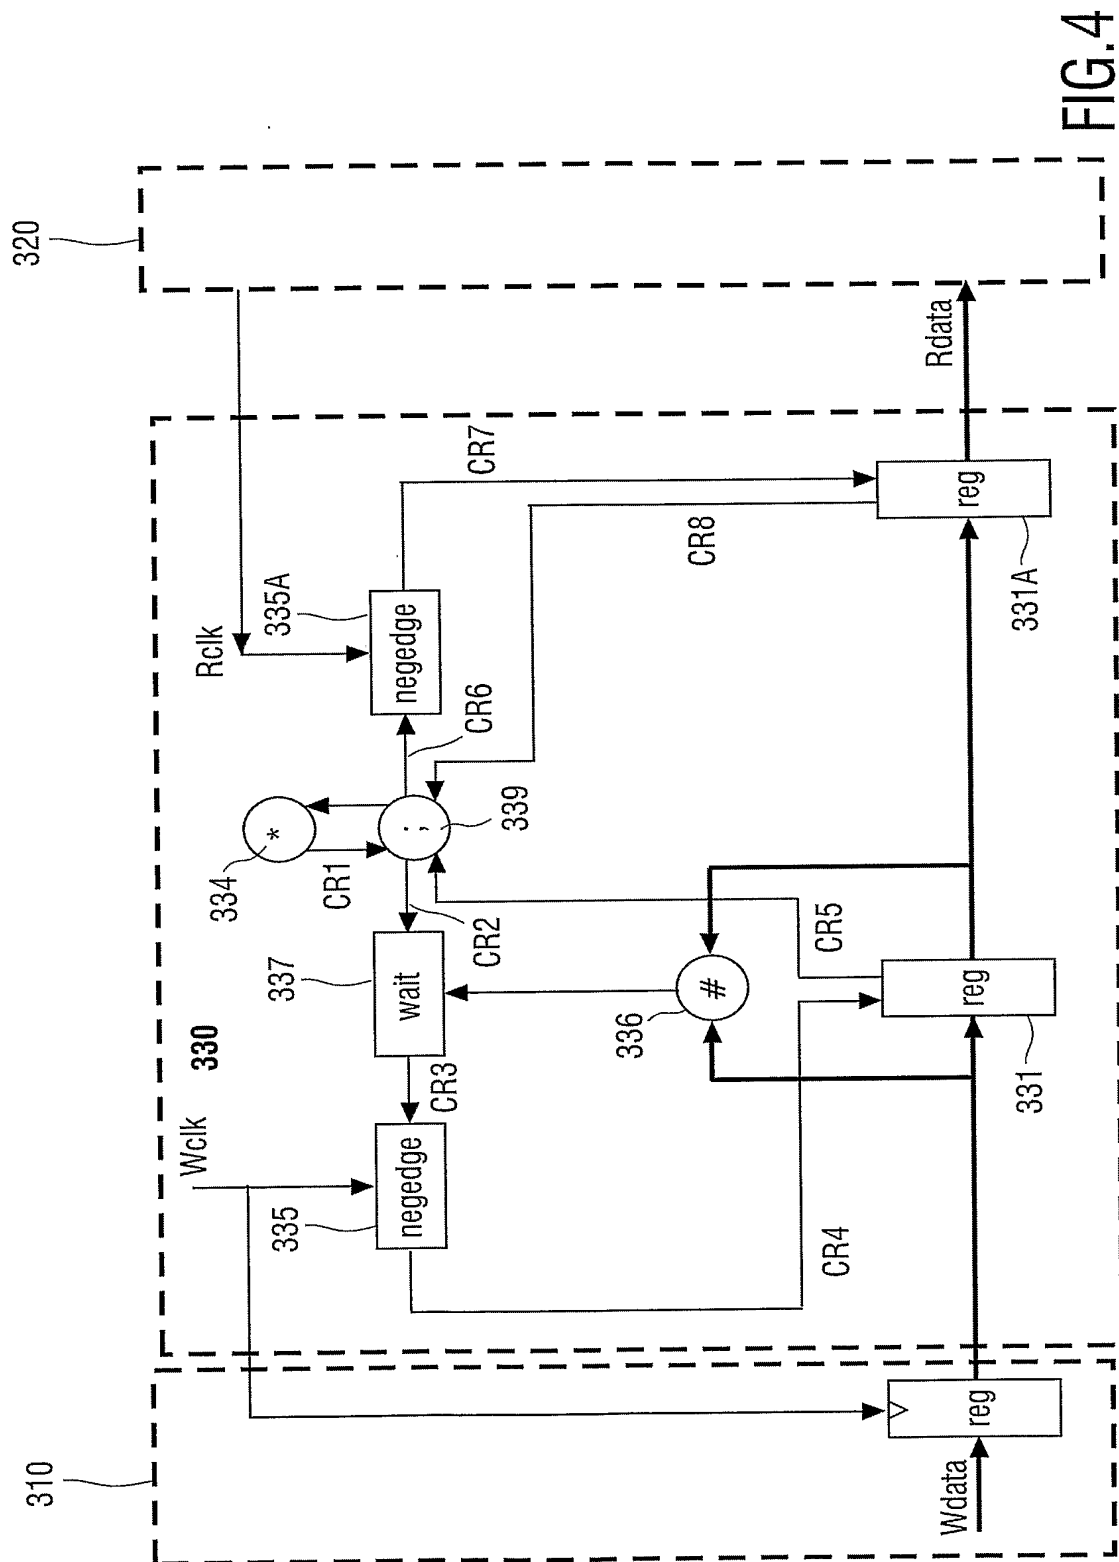 FIG.4
320
Rclk
335A
negedge
CR7
CR8
CR6
Rdata
reg
331A
334
*
CR1
;
339
CR2
337
wait
330
CR3
#
336
CR5
reg
331
Wclk
335
negedge
CR4
310
reg
Wdata